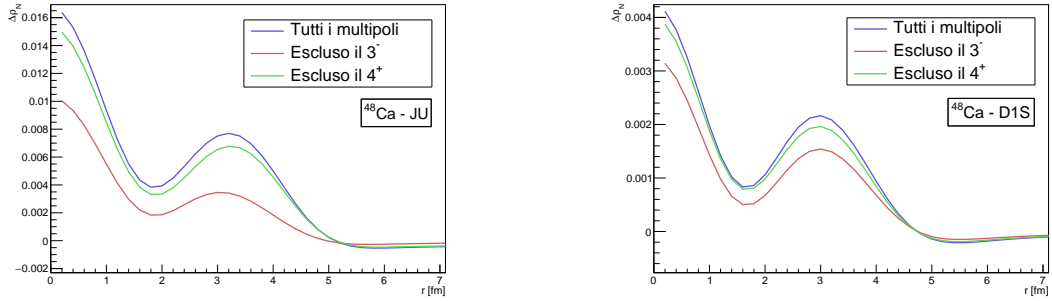 Δρ_N
0.016
0.014
0.012
0.01
0.008
0.006
0.004
0.002
0
−0.002
0 1 2 3 4 5 6 7
r [fm]
Tutti i multipoli
Escluso il 3⁻
Escluso il 4⁺
⁴⁸Ca - JU
Δρ_N
0.004
0.003
0.002
0.001
0
0 1 2 3 4 5 6 7
r [fm]
Tutti i multipoli
Escluso il 3⁻
Escluso il 4⁺
⁴⁸Ca - D1S